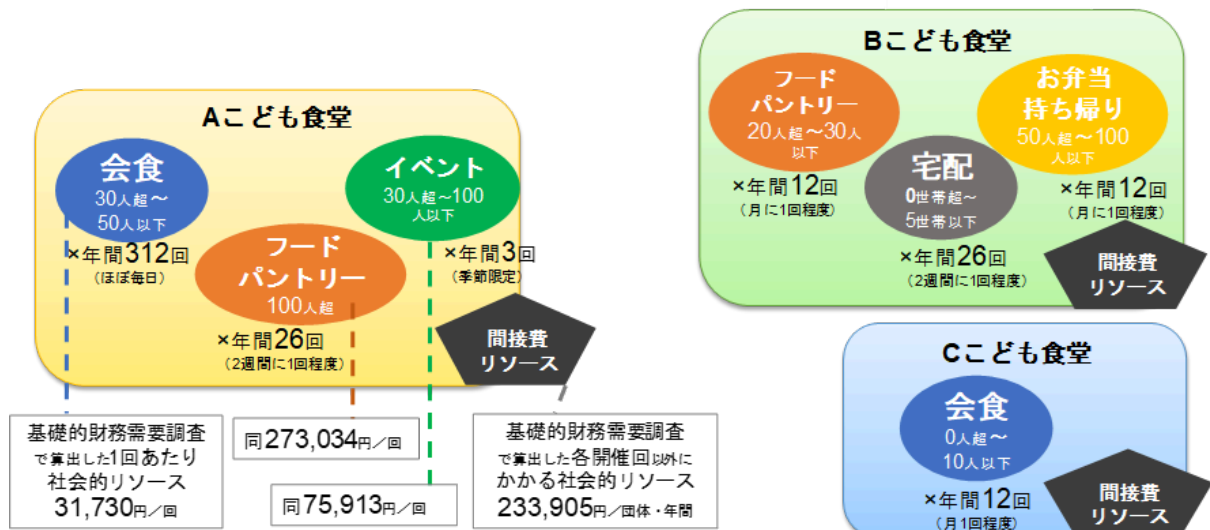 Aこども食堂
会食
30人超～
50人以下
×年間312回
(ほぼ毎日)
フード
パントリー
100人超
×年間26回
(2週間に1回程度)
イベント
30人超～100
人以下
×年間3回
(季節限定)
間接費
リソース
基礎的財務需要調査
で算出した1回あたり
社会的リソース
31,730円／回
同273,034円／回
同75,913円／回
基礎的財務需要調査
で算出した各開催回以外に
かかる社会的リソース
233,905円／団体・年間
Bこども食堂
フード
パントリー
20人超～30人
以下
×年間12回
(月に1回程度)
宅配
0世帯超～
5世帯以下
×年間26回
(2週間に1回程度)
お弁当
持ち帰り
50人超～100
人以下
×年間12回
(月に1回程度)
間接費
リソース
Cこども食堂
会食
0人超～
10人以下
×年間12回
(月1回程度)
間接費
リソース